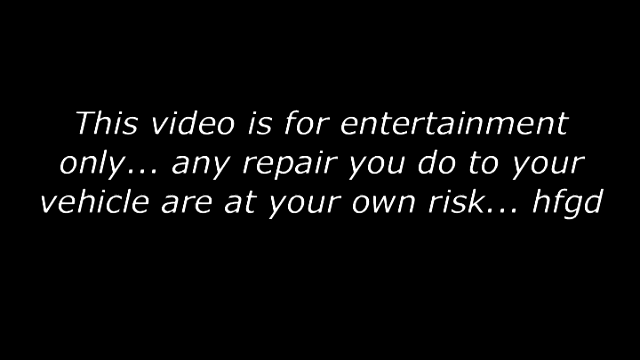 This video is for entertainment
only... any repair you do to your
vehicle are at your own risk... hfgd